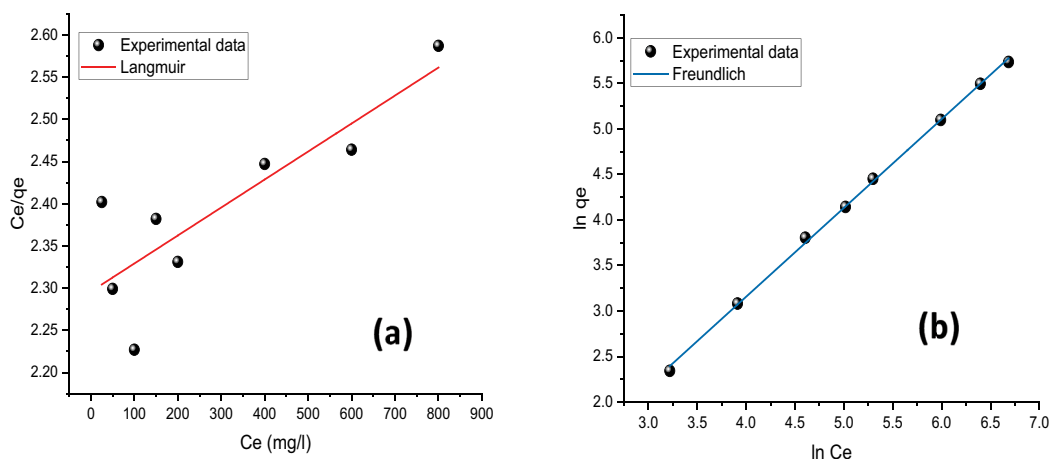 Experimental data
Langmuir
2.60
2.55
2.50
2.45
2.40
2.35
2.30
2.25
2.20
Ce/qe
0 100 200 300 400 500 600 700 800 900
Ce (mg/l)
(a)
Experimental data
Freundlich
6.0
5.5
5.0
4.5
4.0
3.5
3.0
2.5
2.0
ln qe
3.0 3.5 4.0 4.5 5.0 5.5 6.0 6.5 7.0
ln Ce
(b)